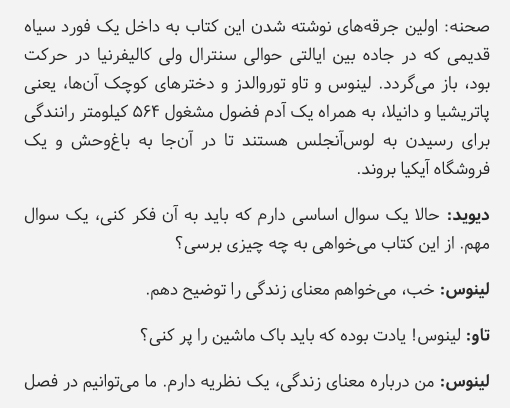 صحنه: اولین جرقه‌های نوشته شدن این کتاب به داخل یک فورد سیاه
قدیمی که در جاده بین ایالتی حوالی سنترال ولی کالیفرنیا در حرکت
بود، باز می‌گردد. لینوس و تاو توروالدز و دخترهای کوچک آن‌ها، یعنی
پاتریشیا و دانیلا، به همراه یک آدم فضول مشغول ۵۶۴ کیلومتر رانندگی
برای رسیدن به لوس‌آنجلس هستند تا در آن‌جا به باغ‌وحش و یک
فروشگاه آیکیا بروند.
دیوید: حالا یک سوال اساسی دارم که باید به آن فکر کنی، یک سوال
مهم. از این کتاب می‌خواهی به چه چیزی برسی؟
لینوس: خب، می‌خواهم معنای زندگی را توضیح دهم.
تاو: لینوس! یادت بوده که باید باک ماشین را پر کنی؟
لینوس: من درباره معنای زندگی، یک نظریه دارم. ما می‌توانیم در فصل